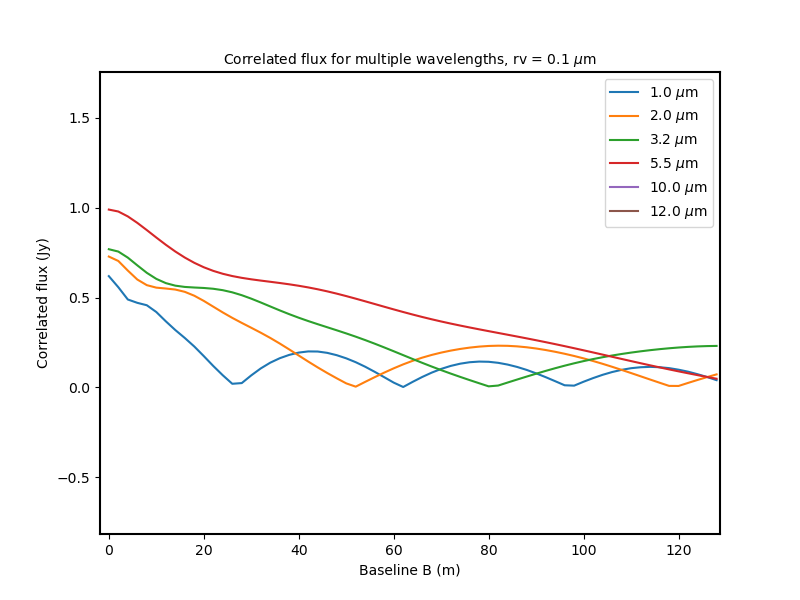 Correlated flux for multiple wavelengths, rv = 0.1 μm
1.0 μm
2.0 μm
3.2 μm
5.5 μm
10.0 μm
12.0 μm
Correlated flux (Jy)
1.5
1.0
0.5
0.0
−0.5
0 20 40 60 80 100 120
Baseline B (m)